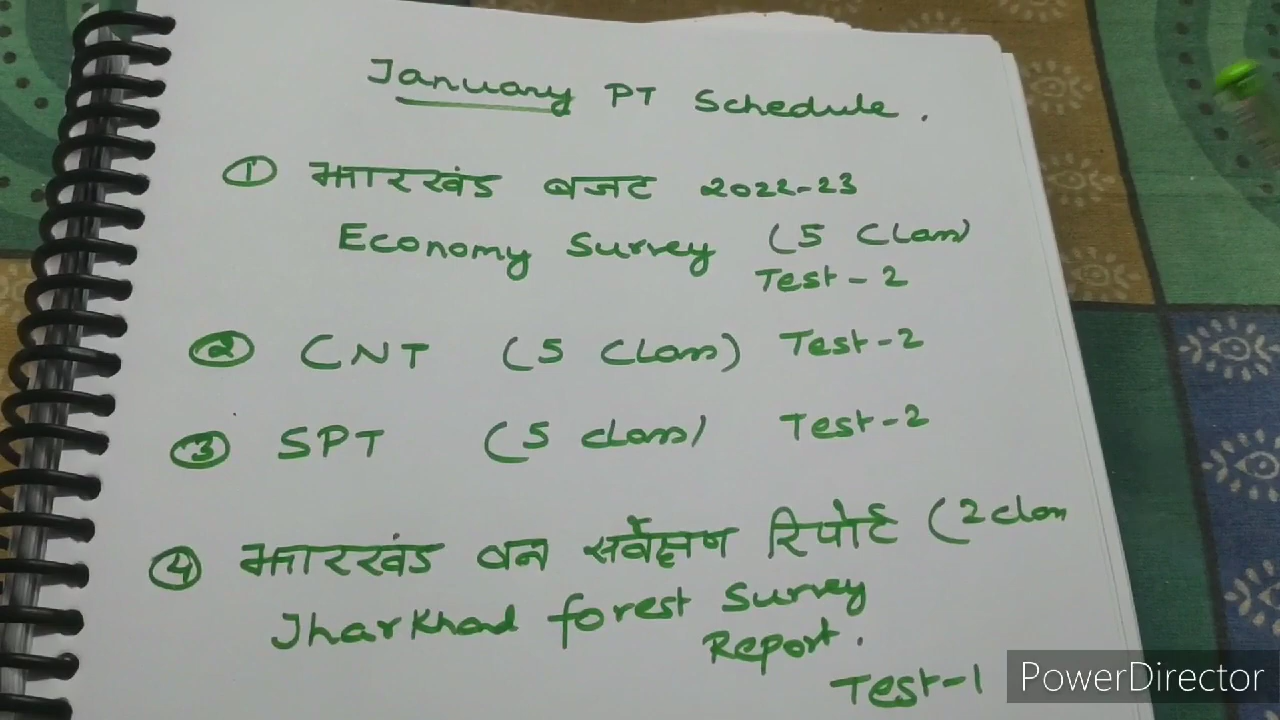 January PT Schedule.
① झारखंड बजट 2022-23
Economy Survey (5 Class)
Test-2
② CNT (5 Class) Test-2
③ SPT (5 class) Test-2
④ झारखंड वन सर्वेक्षण रिपोर्ट (2 class
Jharkhand forest Survey
Report.
Test-1
PowerDirector